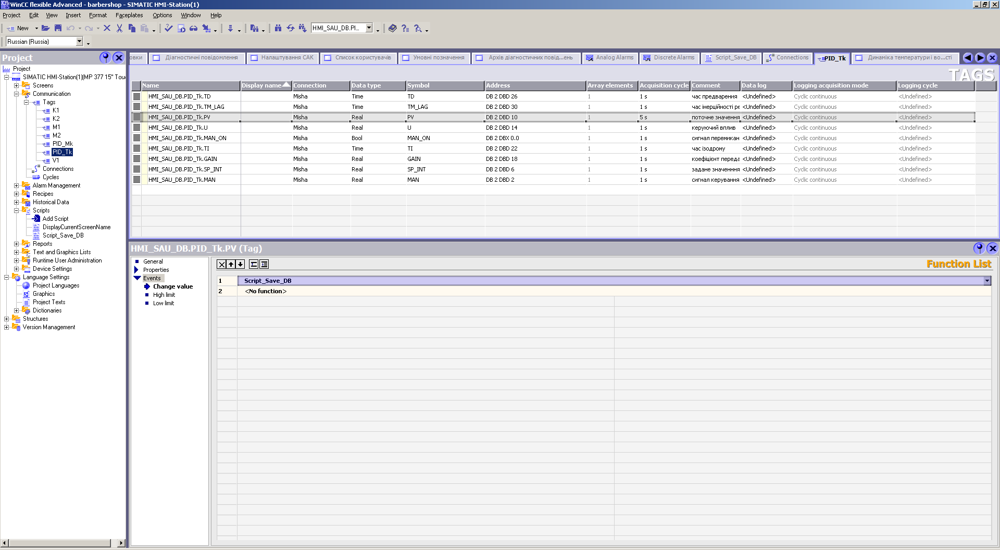 WinCC flexible Advanced - barbershop - SIMATIC HMI-Station(1)
Project Edit View Insert Format Faceplates Options Window Help
New HMI_SAU_DB.PI...
Russian (Russia)
Project
Project
SIMATIC HMI-Station(1)(MP 377 15" Tou
Screens
Communication
Tags
K1
K2
M1
M2
PID_Mk
PID_Tk
V1
Connections
Cycles
Alarm Management
Recipes
Historical Data
Scripts
Add Script
DisplayCurrentScreenName
Script_Save_DB
Reports
Text and Graphics Lists
Runtime User Administration
Device Settings
Language Settings
Project Languages
Graphics
Project Texts
Dictionaries
Structures
Version Management
овки Діагностичні повідомлення Налаштування САК Список користувачів Умовні позначення Архів діагностичних повід...ень Analog Alarms Discrete Alarms Script_Save_DB Connections PID_Tk Динаміка температури і во...сті
TAGS
Name Display name Connection Data type Symbol Address Array elements Acquisition cycle Comment Data log Logging acquisition mode Logging cycle
HMI_SAU_DB.PID_Tk.TD Misha Time TD DB 2 DBD 26 1 1 s час предварения <Undefined> Cyclic continuous <Undefined>
HMI_SAU_DB.PID_Tk.TM_LAG Misha Time TM_LAG DB 2 DBD 30 1 1 s час інерційності ре <Undefined> Cyclic continuous <Undefined>
HMI_SAU_DB.PID_Tk.PV Misha Real PV DB 2 DBD 10 1 5 s поточне значення <Undefined> Cyclic continuous <Undefined>
HMI_SAU_DB.PID_Tk.U Misha Real U DB 2 DBD 14 1 1 s керуючий вплив <Undefined> Cyclic continuous <Undefined>
HMI_SAU_DB.PID_Tk.MAN_ON Misha Bool MAN_ON DB 2 DBX 0.0 1 1 s сигнал перемикан <Undefined> Cyclic continuous <Undefined>
HMI_SAU_DB.PID_Tk.TI Misha Time TI DB 2 DBD 22 1 1 s час ізодрому <Undefined> Cyclic continuous <Undefined>
HMI_SAU_DB.PID_Tk.GAIN Misha Real GAIN DB 2 DBD 18 1 1 s коефіцієнт переда <Undefined> Cyclic continuous <Undefined>
HMI_SAU_DB.PID_Tk.SP_INT Misha Real SP_INT DB 2 DBD 6 1 1 s задане значенння <Undefined> Cyclic continuous <Undefined>
HMI_SAU_DB.PID_Tk.MAN Misha Real MAN DB 2 DBD 2 1 1 s сигнал керування <Undefined> Cyclic continuous <Undefined>
HMI_SAU_DB.PID_Tk.PV (Tag)
General
Properties
Events
Change value
High limit
Low limit
Function List
1 Script_Save_DB
2 <No function>